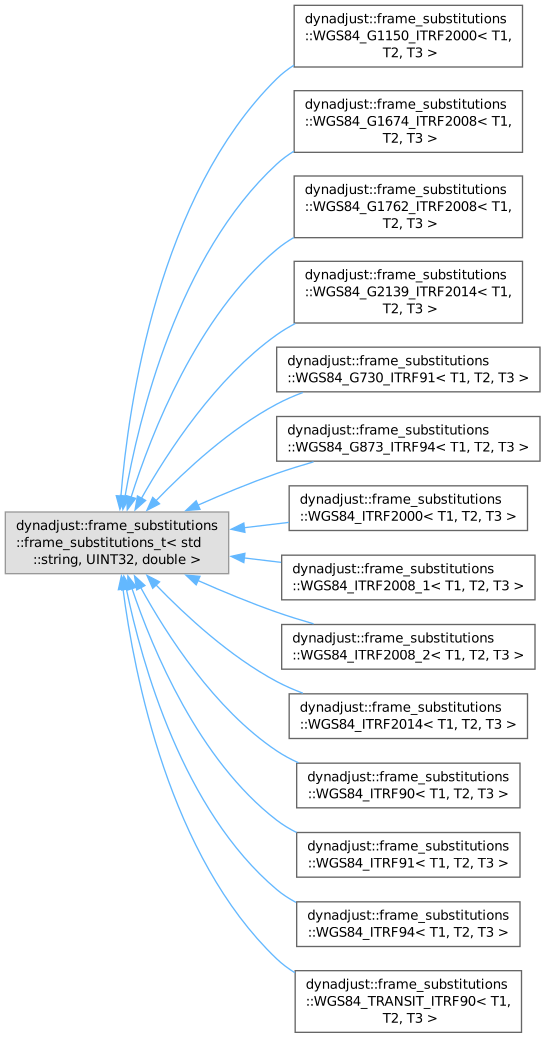 dynadjust::frame_substitutions
::WGS84_G1150_ITRF2000< T1,
T2, T3 >
dynadjust::frame_substitutions
::WGS84_G1674_ITRF2008< T1,
T2, T3 >
dynadjust::frame_substitutions
::WGS84_G1762_ITRF2008< T1,
T2, T3 >
dynadjust::frame_substitutions
::WGS84_G2139_ITRF2014< T1,
T2, T3 >
dynadjust::frame_substitutions
::WGS84_G730_ITRF91< T1, T2, T3 >
dynadjust::frame_substitutions
::WGS84_G873_ITRF94< T1, T2, T3 >
dynadjust::frame_substitutions
::WGS84_ITRF2000< T1, T2, T3 >
dynadjust::frame_substitutions
::frame_substitutions_t< std
::string, UINT32, double >
dynadjust::frame_substitutions
::WGS84_ITRF2008_1< T1, T2, T3 >
dynadjust::frame_substitutions
::WGS84_ITRF2008_2< T1, T2, T3 >
dynadjust::frame_substitutions
::WGS84_ITRF2014< T1, T2, T3 >
dynadjust::frame_substitutions
::WGS84_ITRF90< T1, T2, T3 >
dynadjust::frame_substitutions
::WGS84_ITRF91< T1, T2, T3 >
dynadjust::frame_substitutions
::WGS84_ITRF94< T1, T2, T3 >
dynadjust::frame_substitutions
::WGS84_TRANSIT_ITRF90< T1,
T2, T3 >